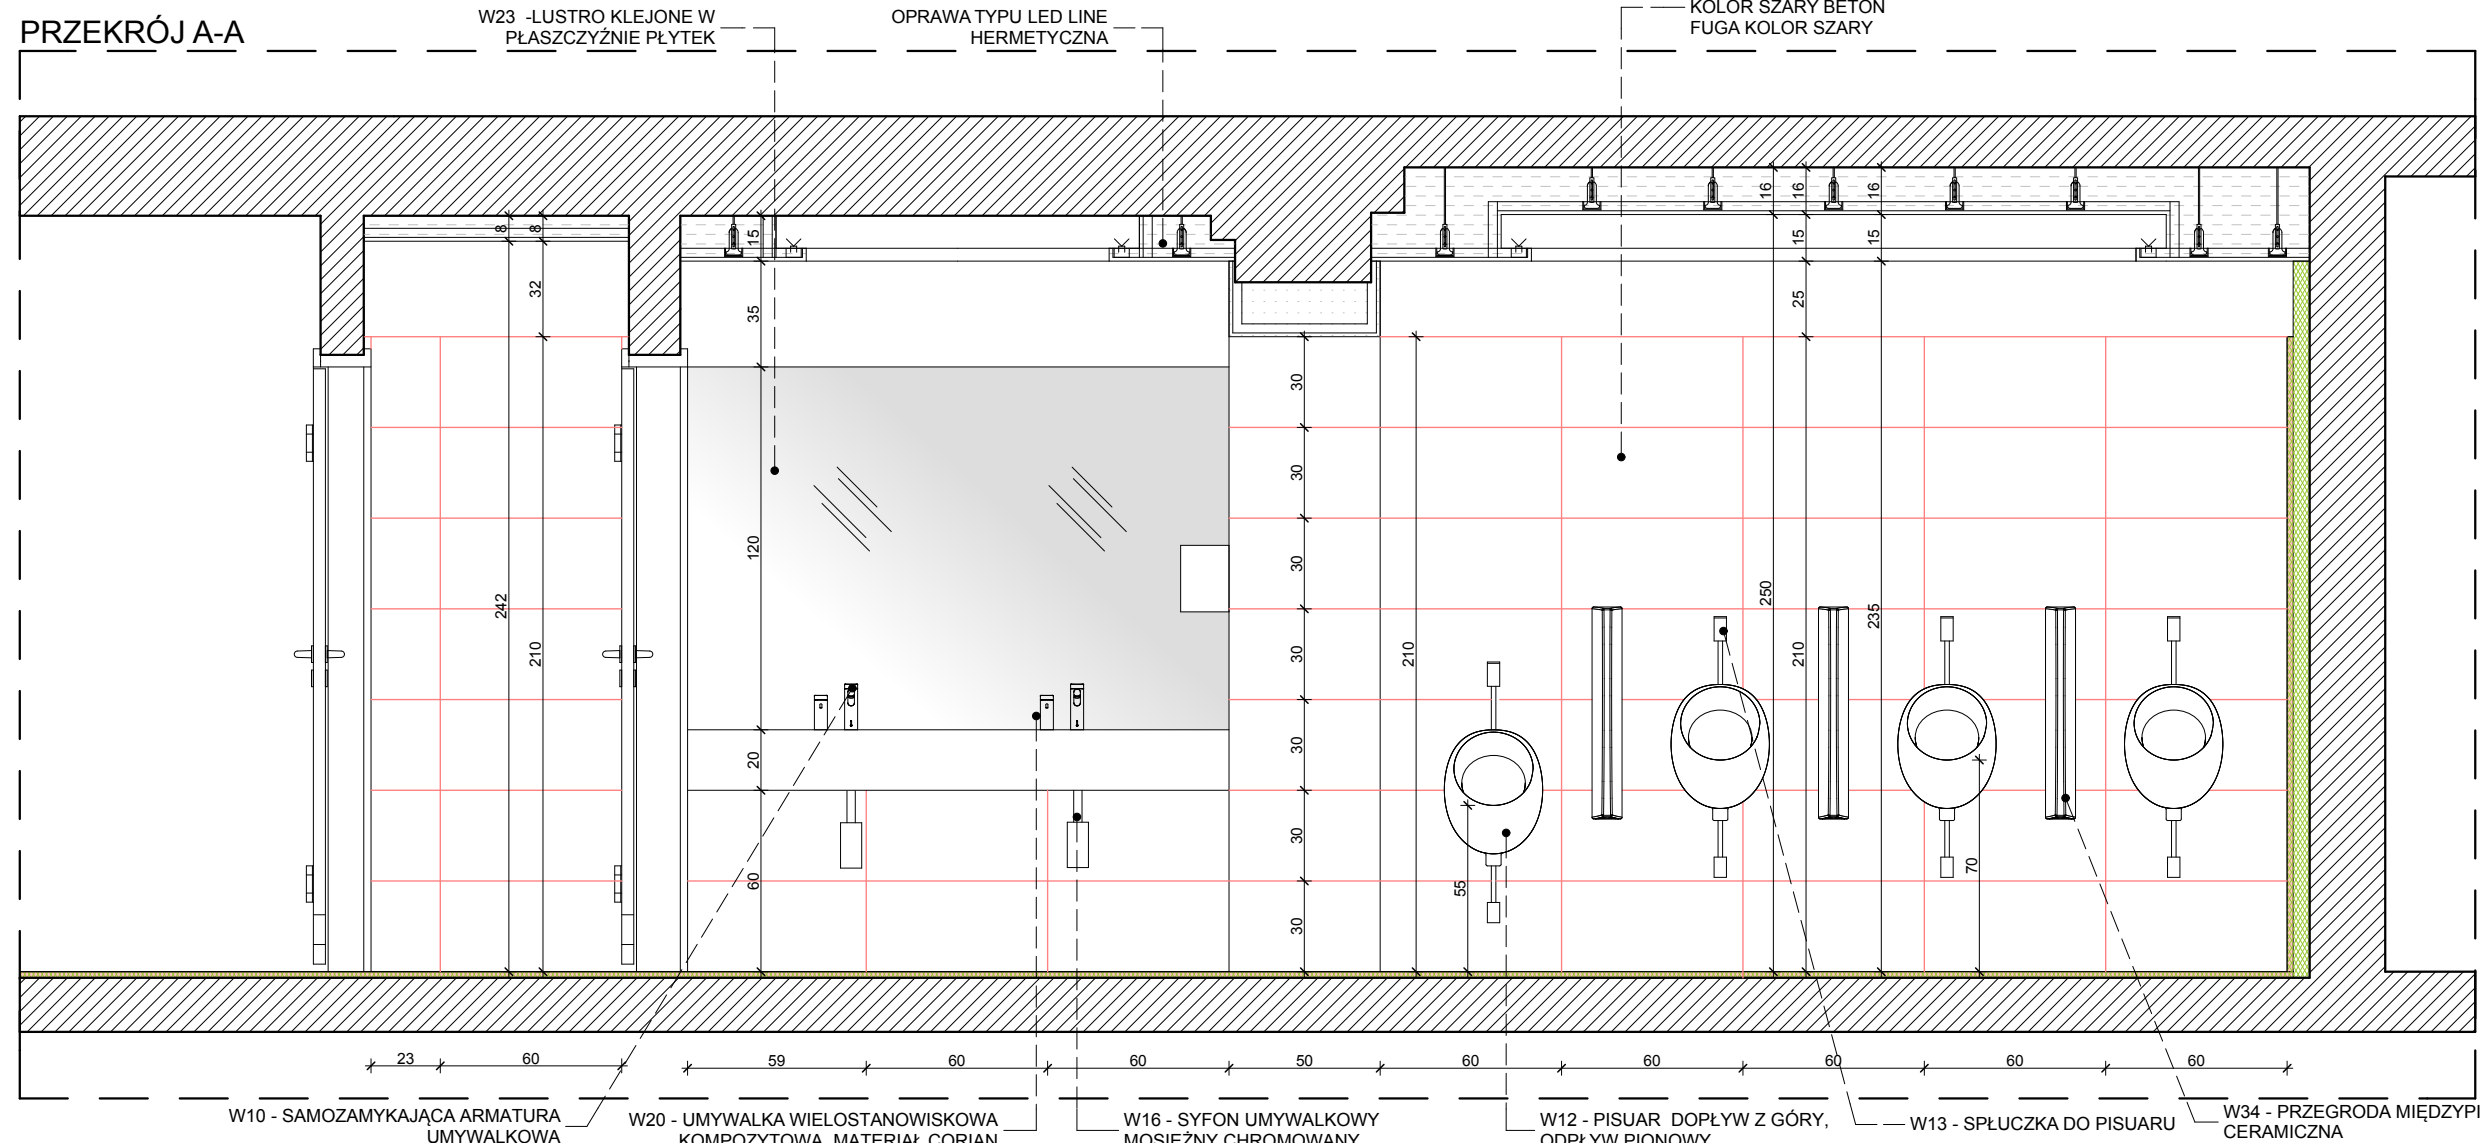 PRZEKRÓJ A-A
W23 -LUSTRO KLEJONE W
PŁASZCZYŹNIE PŁYTEK
OPRAWA TYPU LED LINE
HERMETYCZNA
KOLOR SZARY BETON
FUGA KOLOR SZARY
8
8
15
16
16
16
15
15
32
35
25
30
30
120
30
242
250
235
210
30
210
210
20
30
60
30
55
70
30
23
60
59
60
60
50
60
60
60
60
60
W10 - SAMOZAMYKAJĄCA ARMATURA
UMYWALKOWA
W20 - UMYWALKA WIELOSTANOWISKOWA
KOMPOZYTOWA, MATERIAŁ CORIAN
W16 - SYFON UMYWALKOWY
MOSIĘŻNY CHROMOWANY
W12 - PISUAR DOPŁYW Z GÓRY,
ODPŁYW PIONOWY
W13 - SPŁUCZKA DO PISUARU
W34 - PRZEGRODA MIĘDZYPI
CERAMICZNA